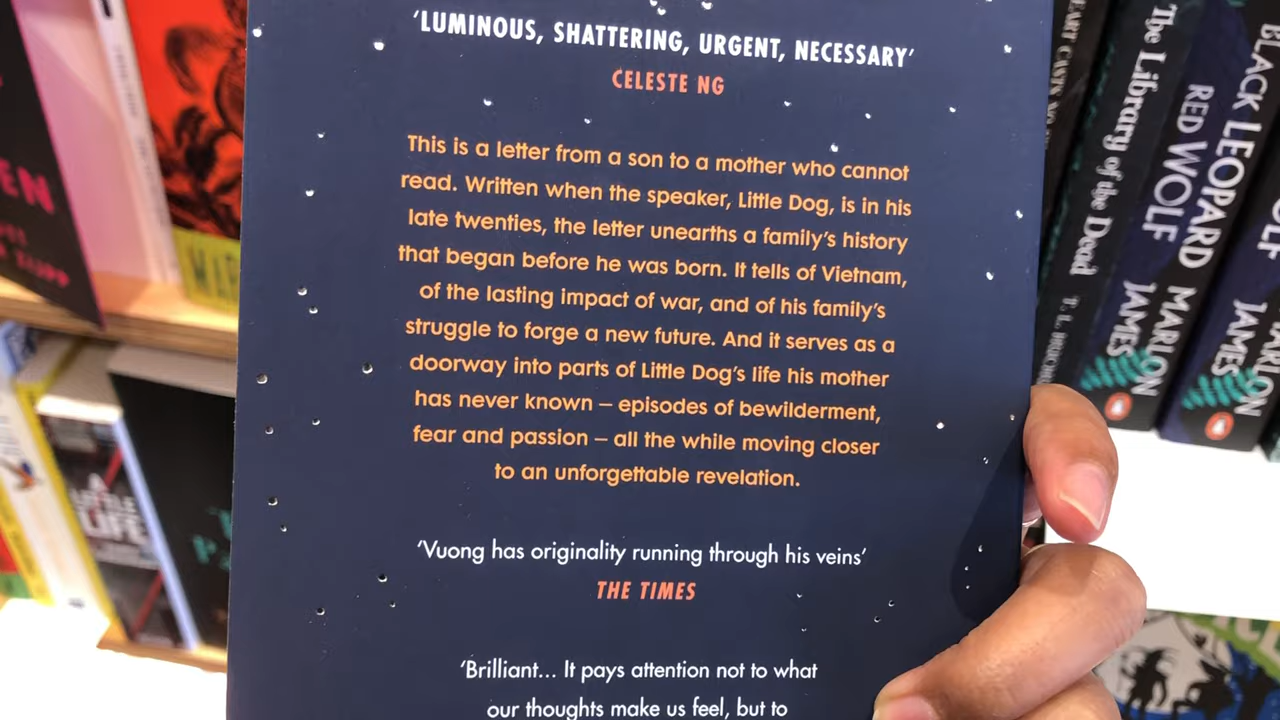 'LUMINOUS, SHATTERING, URGENT, NECESSARY'
CELESTE NG
This is a letter from a son to a mother who cannot
read. Written when the speaker, Little Dog, is in his
late twenties, the letter unearths a family's history
that began before he was born. It tells of Vietnam,
of the lasting impact of war, and of his family's
struggle to forge a new future. And it serves as a
doorway into parts of Little Dog's life his mother
has never known – episodes of bewilderment,
fear and passion – all the while moving closer
to an unforgettable revelation.
'Vuong has originality running through his veins'
THE TIMES
'Brilliant... It pays attention not to what
our thoughts make us feel, but to
A
LITTLE
LIFE
The Library of the Dead
BLACK LEOPARD
RED WOLF
MARLON
JAMES
MARLON
JAMES